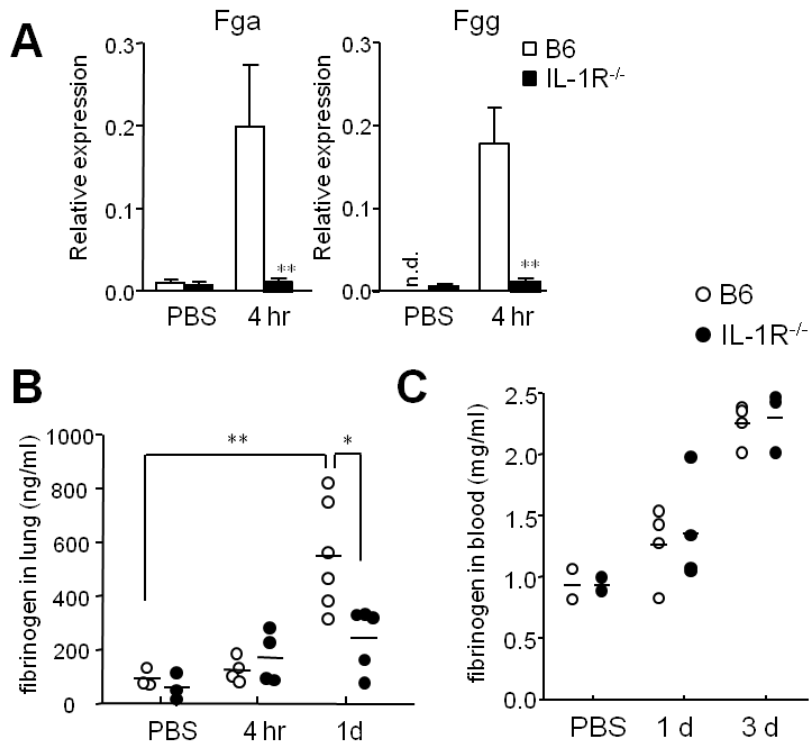 A
Fga
Fgg
B6
IL-1R-/-
Relative expression
0.3
0.2
0.1
0.0
**
PBS
4 hr
Relative expression
0.3
0.2
0.1
0.0
n.d.
**
PBS
4 hr
B6
IL-1R-/-
B
fibrinogen in lung (ng/ml)
1000
800
600
400
200
0
**
*
PBS
4 hr
1d
C
fibrinogen in blood (mg/ml)
2.5
2.0
1.5
1.0
0.5
0.0
PBS
1 d
3 d